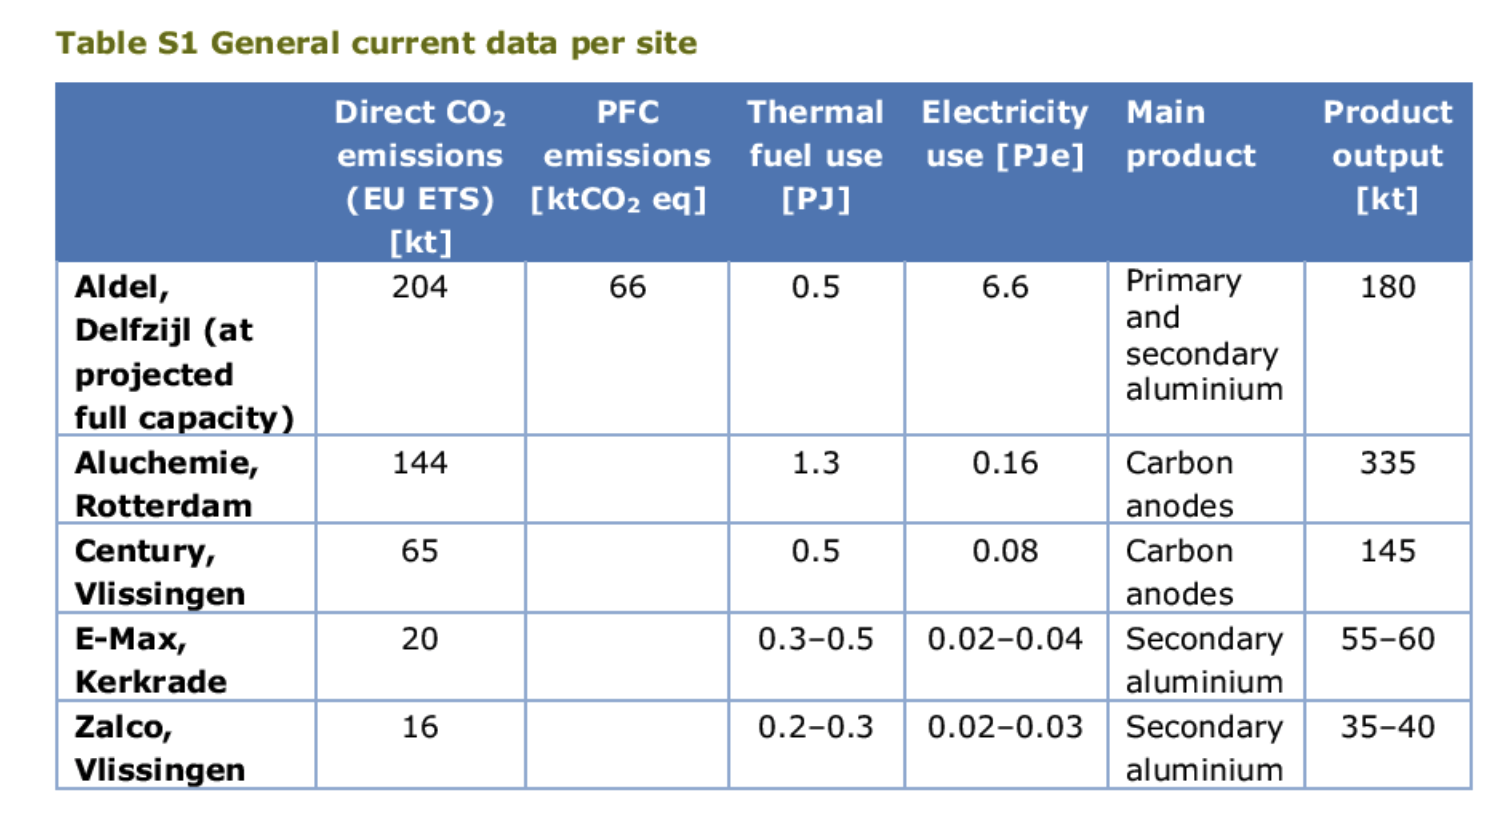 Table S1 General current data per site
Direct CO₂ emissions (EU ETS) [kt] PFC emissions [ktCO₂ eq] Thermal fuel use [PJ] Electricity use [PJe] Main product Product output [kt]
Aldel, Delfzijl (at projected full capacity) 204 66 0.5 6.6 Primary and secondary aluminium 180
Aluchemie, Rotterdam 144 1.3 0.16 Carbon anodes 335
Century, Vlissingen 65 0.5 0.08 Carbon anodes 145
E-Max, Kerkrade 20 0.3–0.5 0.02–0.04 Secondary aluminium 55–60
Zalco, Vlissingen 16 0.2–0.3 0.02–0.03 Secondary aluminium 35–40